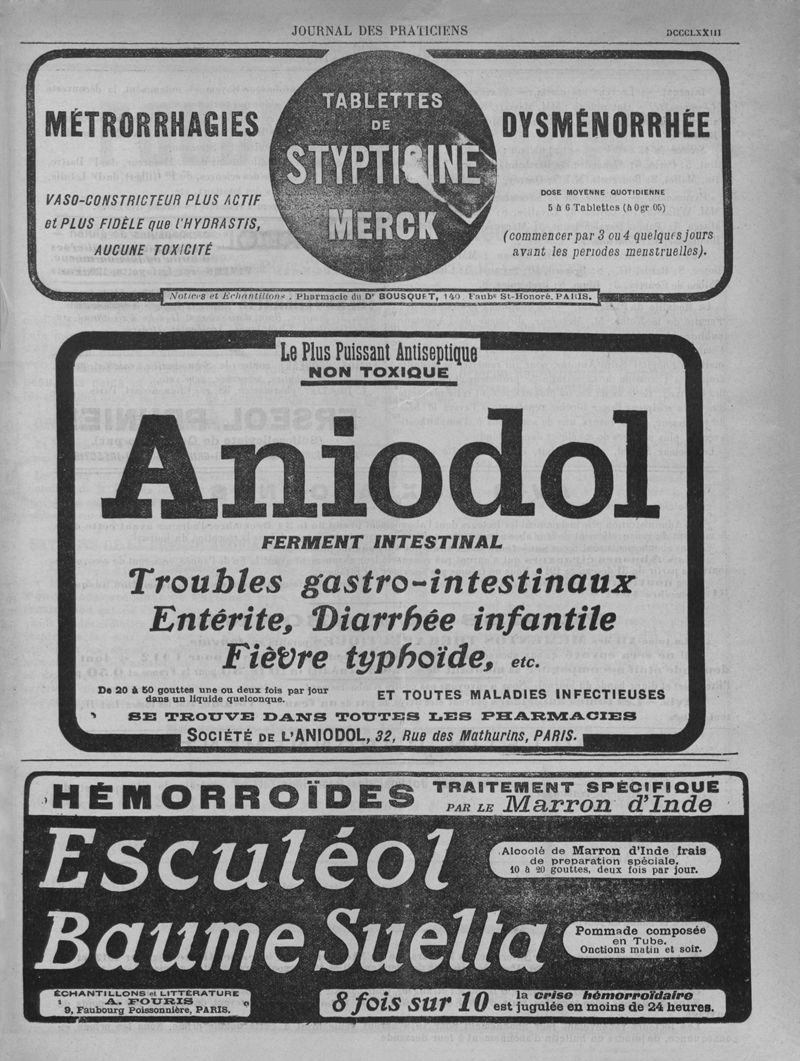 JOURNAL DES PRATICIENS
DCCCLXXIII
MÉTRORRHAGIES
VASO-CONSTRICTEUR PLUS ACTIF
et PLUS FIDÈLE que l'HYDRASTIS,
AUCUNE TOXICITÉ
TABLETTES
DE
STYPTICINE
MERCK
DYSMÉNORRHÉE
DOSE MOYENNE QUOTIDIENNE
5 à 6 Tablettes (à 0gr 05)
(commencer par 3 ou 4 quelques jours
avant les périodes menstruelles).
Notices et Echantillons : Pharmacie du Dr BOUSQUET, 140, Faubg St-Honoré, PARIS.
Le Plus Puissant Antiseptique
NON TOXIQUE
Aniodol
FERMENT INTESTINAL
Troubles gastro-intestinaux
Entérite, Diarrhée infantile
Fièvre typhoïde, etc.
De 20 à 50 gouttes une ou deux fois par jour
dans un liquide quelconque.
ET TOUTES MALADIES INFECTIEUSES
SE TROUVE DANS TOUTES LES PHARMACIES
SOCIÉTÉ DE L'ANIODOL, 32, Rue des Mathurins, PARIS.
HÉMORROÏDES
TRAITEMENT SPÉCIFIQUE
PAR LE Marron d'Inde
Esculéol
Alcoolé de Marron d'Inde frais
de preparation spéciale.
10 à 20 gouttes, deux fois par jour.
Baume Suelta
Pommade composée
en Tube.
Onctions matin et soir.
ÉCHANTILLONS et LITTÉRATURE
A. FOURIS
9, Faubourg Poissonnière, PARIS.
8 fois sur 10 la crise hémorroïdaire
est jugulée en moins de 24 heures.